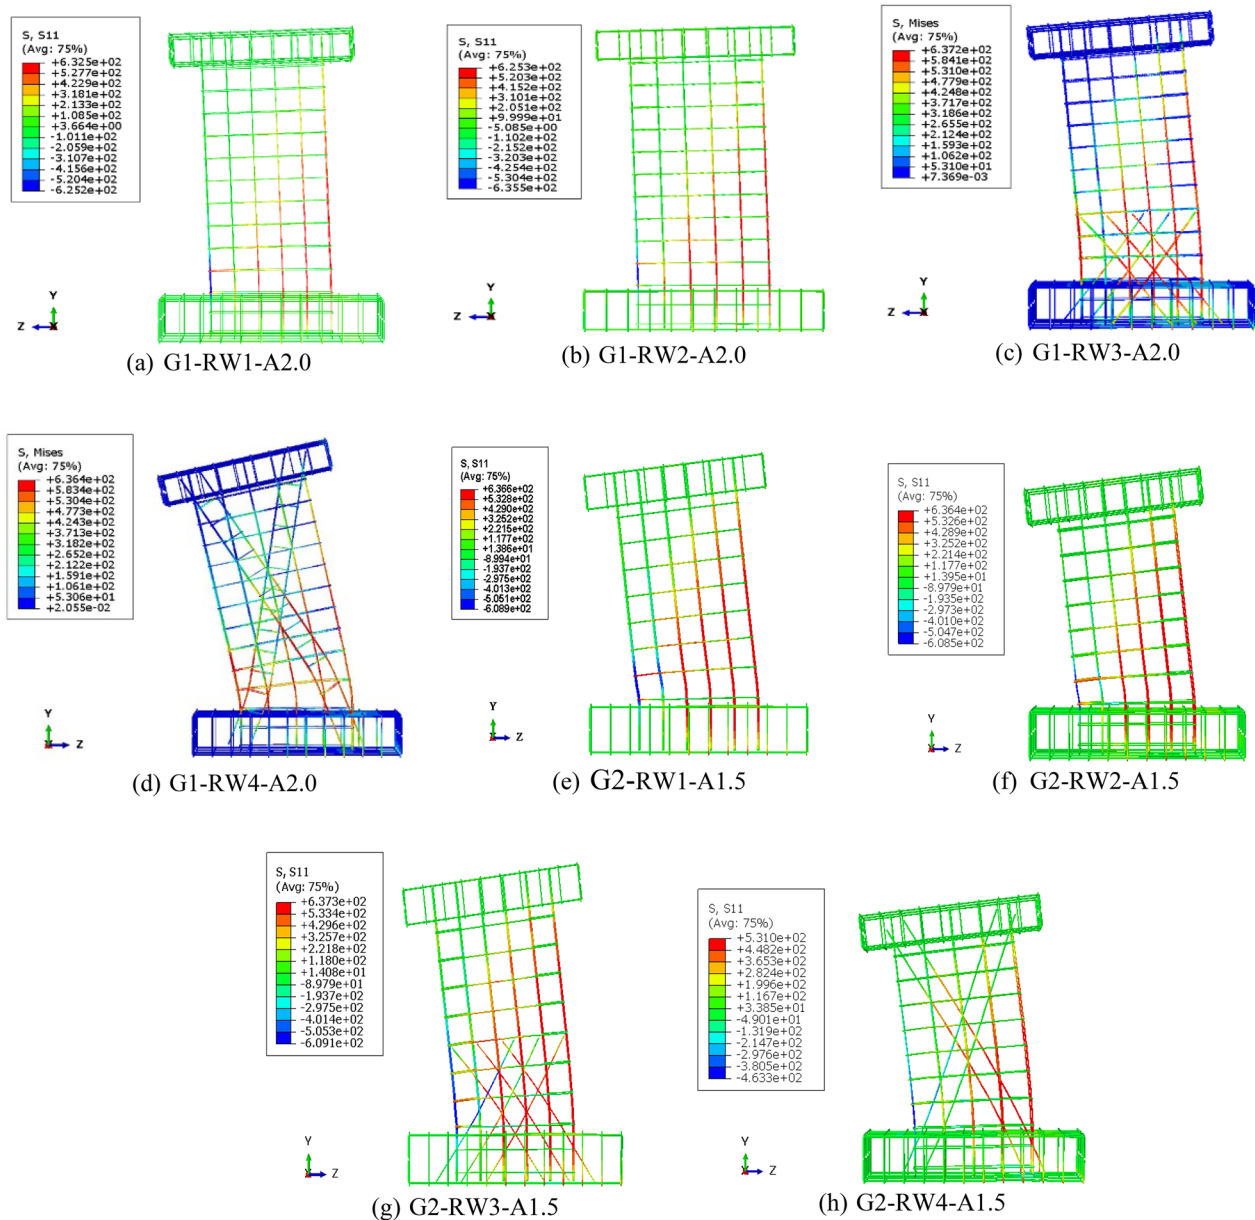 S, S11
(Avg: 75%)
+6.325e+02
+5.277e+02
+4.229e+02
+3.181e+02
+2.133e+02
+1.085e+02
+3.664e+00
-1.011e+02
-2.059e+02
-3.107e+02
-4.156e+02
-5.204e+02
-6.252e+02
Y
Z
X
(a) G1-RW1-A2.0
S, S11
(Avg: 75%)
+6.253e+02
+5.203e+02
+4.152e+02
+3.101e+02
+2.051e+02
+9.999e+01
-5.085e+00
-1.102e+02
-2.152e+02
-3.203e+02
-4.254e+02
-5.304e+02
-6.355e+02
Y
Z
X
(b) G1-RW2-A2.0
S, Mises
(Avg: 75%)
+6.372e+02
+5.841e+02
+5.310e+02
+4.779e+02
+4.248e+02
+3.717e+02
+3.186e+02
+2.655e+02
+2.124e+02
+1.593e+02
+1.062e+02
+5.310e+01
+7.369e-03
Y
Z
X
(c) G1-RW3-A2.0
S, Mises
(Avg: 75%)
+6.364e+02
+5.834e+02
+5.304e+02
+4.773e+02
+4.243e+02
+3.713e+02
+3.182e+02
+2.652e+02
+2.122e+02
+1.591e+02
+1.061e+02
+5.306e+01
+2.055e-02
Y
X
Z
(d) G1-RW4-A2.0
S, S11
(Avg: 75%)
+6.366e+02
+5.328e+02
+4.290e+02
+3.252e+02
+2.215e+02
+1.177e+02
+1.386e+01
-8.994e+01
-1.937e+02
-2.975e+02
-4.013e+02
-5.051e+02
-6.089e+02
Y
X
Z
(e) G2-RW1-A1.5
S, S11
(Avg: 75%)
+6.364e+02
+5.326e+02
+4.289e+02
+3.252e+02
+2.214e+02
+1.177e+02
+1.395e+01
-8.979e+01
-1.935e+02
-2.973e+02
-4.010e+02
-5.047e+02
-6.085e+02
Y
X
Z
(f) G2-RW2-A1.5
S, S11
(Avg: 75%)
+6.373e+02
+5.334e+02
+4.296e+02
+3.257e+02
+2.218e+02
+1.180e+02
+1.408e+01
-8.979e+01
-1.937e+02
-2.975e+02
-4.014e+02
-5.053e+02
-6.091e+02
Y
X
Z
(g) G2-RW3-A1.5
S, S11
(Avg: 75%)
+5.310e+02
+4.482e+02
+3.653e+02
+2.824e+02
+1.996e+02
+1.167e+02
+3.385e+01
-4.901e+01
-1.319e+02
-2.147e+02
-2.976e+02
-3.805e+02
-4.633e+02
Y
X
Z
(h) G2-RW4-A1.5